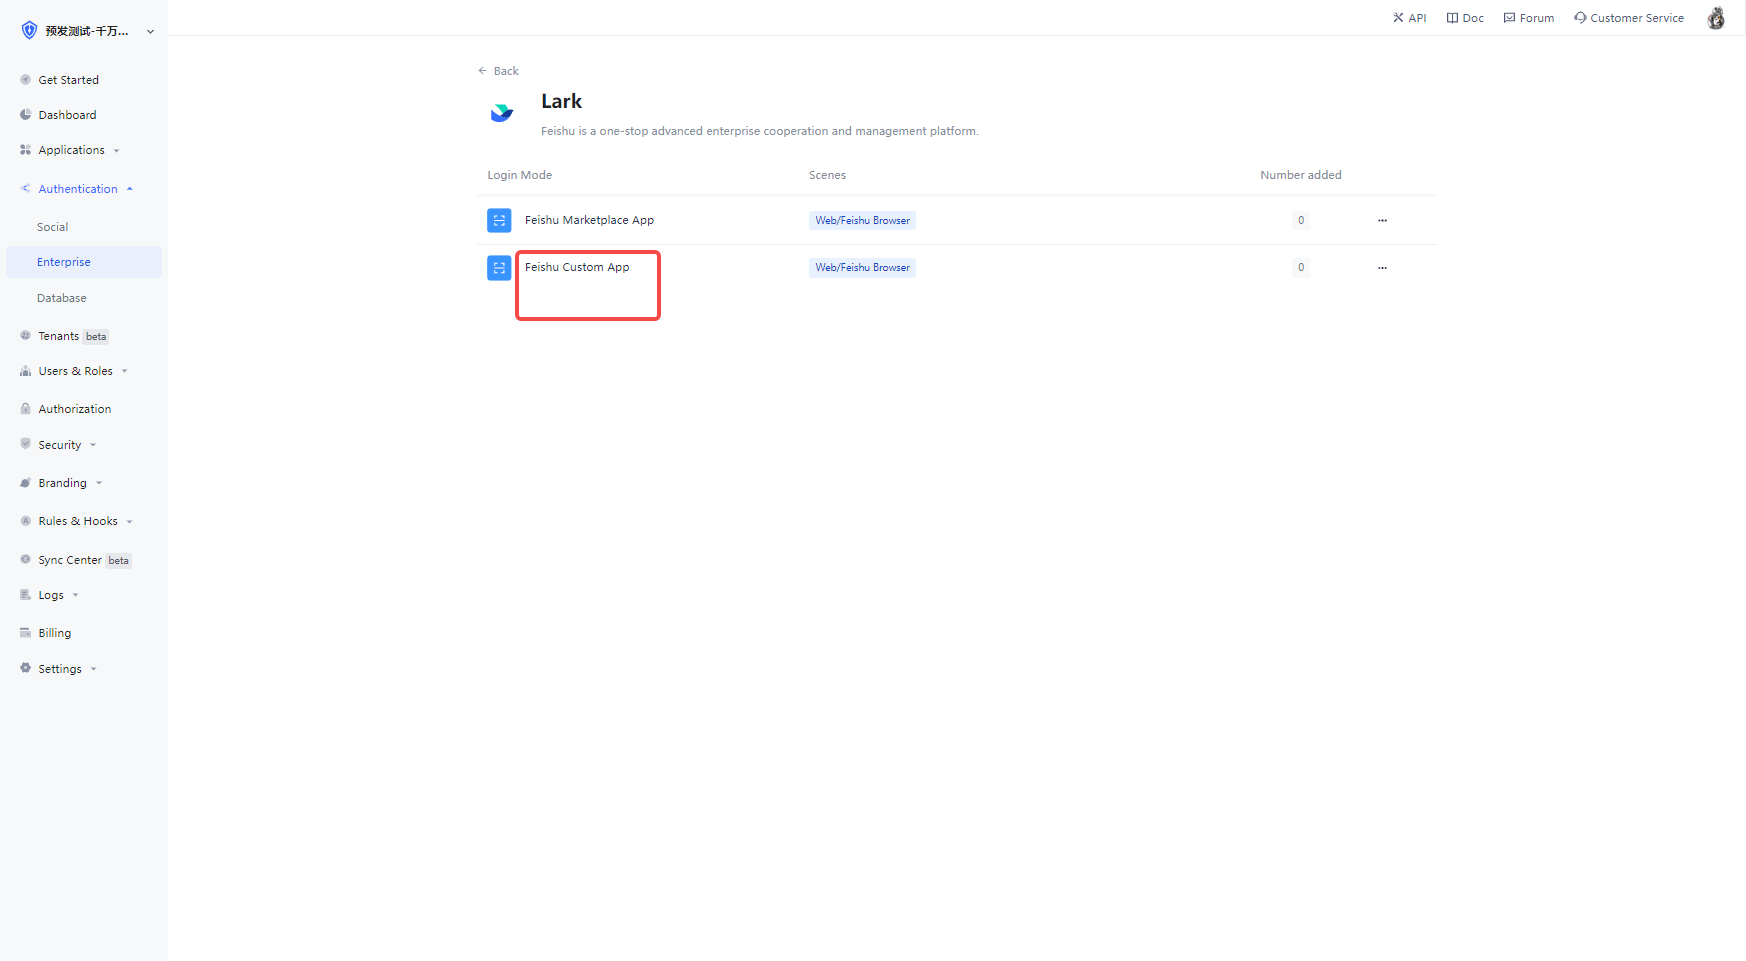 预发测试-千万...
API
Doc
Forum
Customer Service
Get Started
Dashboard
Applications
Authentication
Social
Enterprise
Database
Tenants beta
Users & Roles
Authorization
Security
Branding
Rules & Hooks
Sync Center beta
Logs
Billing
Settings
Back
Lark
Feishu is a one-stop advanced enterprise cooperation and management platform.
Login Mode Scenes Number added
Feishu Marketplace App Web/Feishu Browser 0 ...
Feishu Custom App Web/Feishu Browser 0 ...